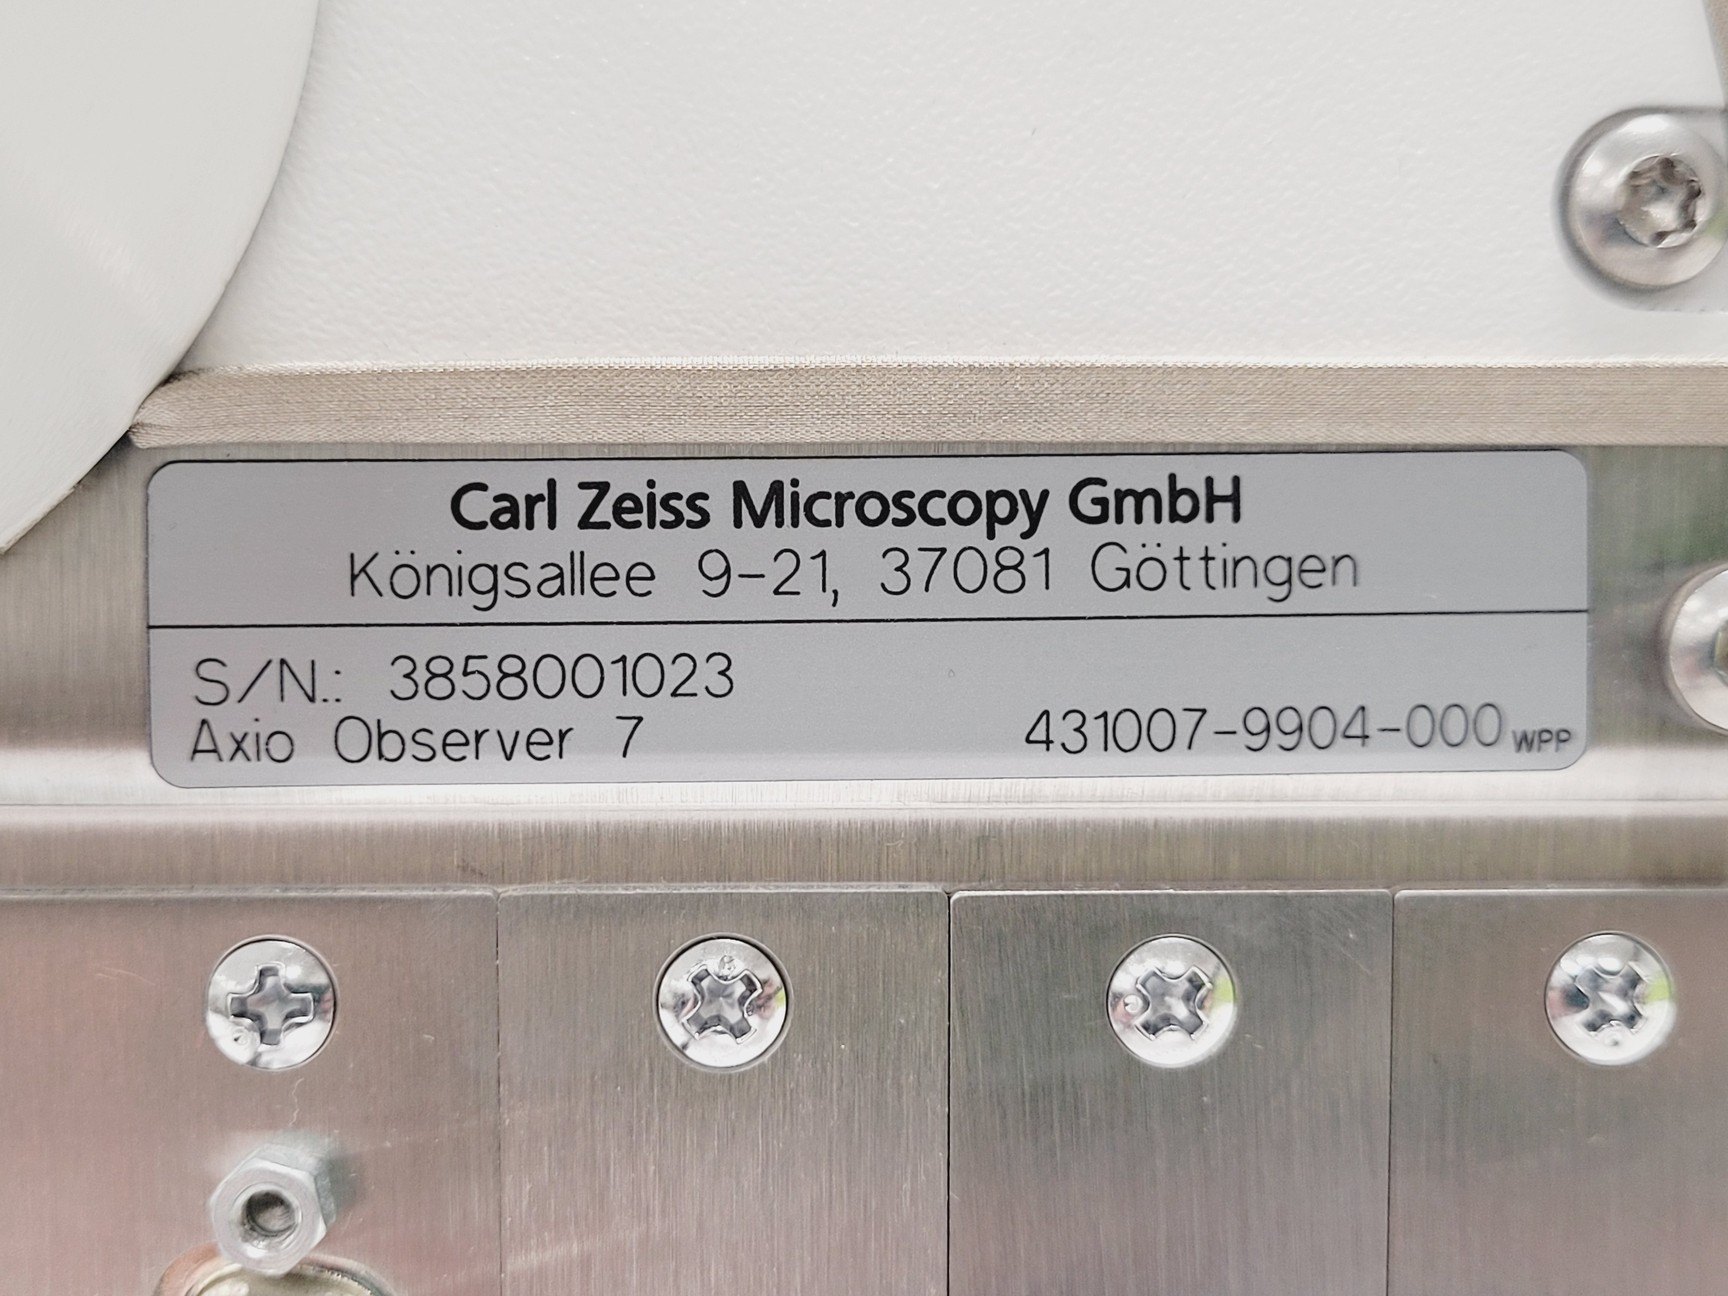 Carl Zeiss Microscopy GmbH
Königsallee 9-21, 37081 Göttingen
S/N.: 3858001023
Axio Observer 7 431007-9904-000 WPP